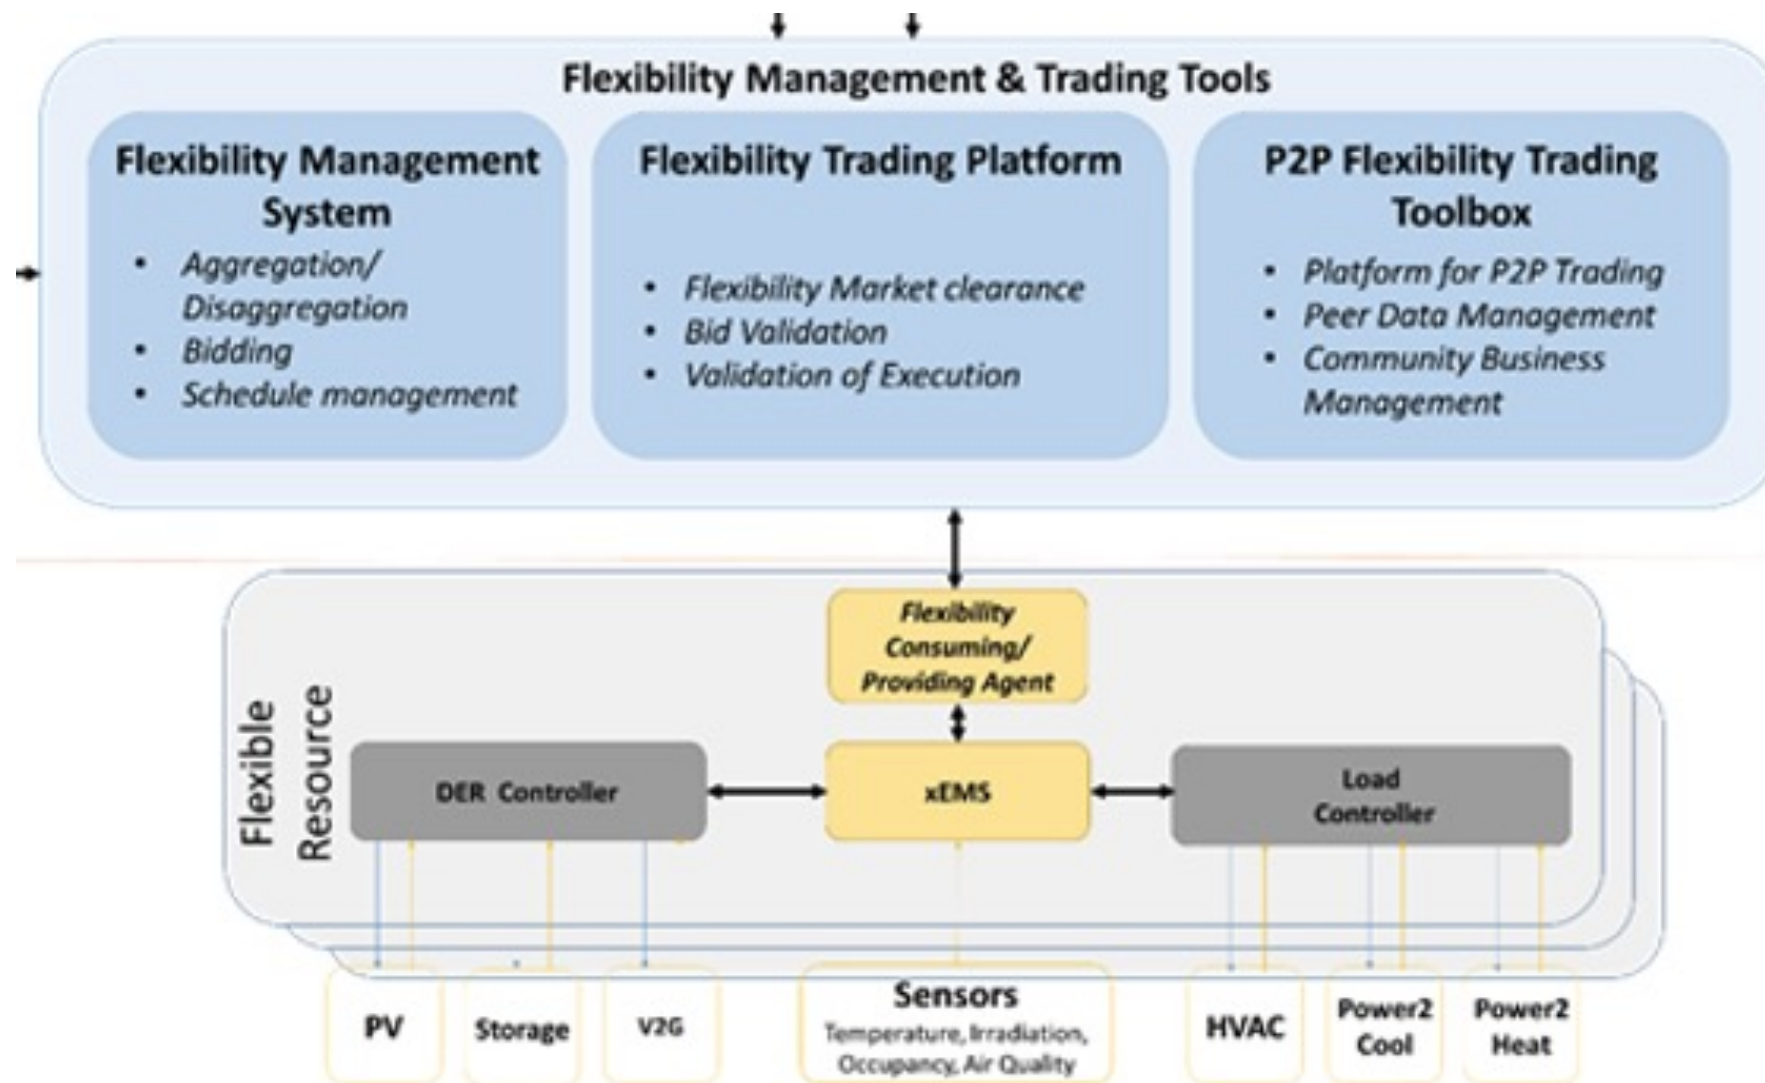 Flexibility Management & Trading Tools
Flexibility Management
System
• Aggregation/
Disaggregation
• Bidding
• Schedule management
Flexibility Trading Platform
• Flexibility Market clearance
• Bid Validation
• Validation of Execution
P2P Flexibility Trading
Toolbox
• Platform for P2P Trading
• Peer Data Management
• Community Business
Management
Flexible
Resource
Flexibility
Consuming/
Providing Agent
DER Controller
xEMS
Load
Controller
PV
Storage
V2G
Sensors
Temperature, Irradiation,
Occupancy, Air Quality
HVAC
Power2
Cool
Power2
Heat